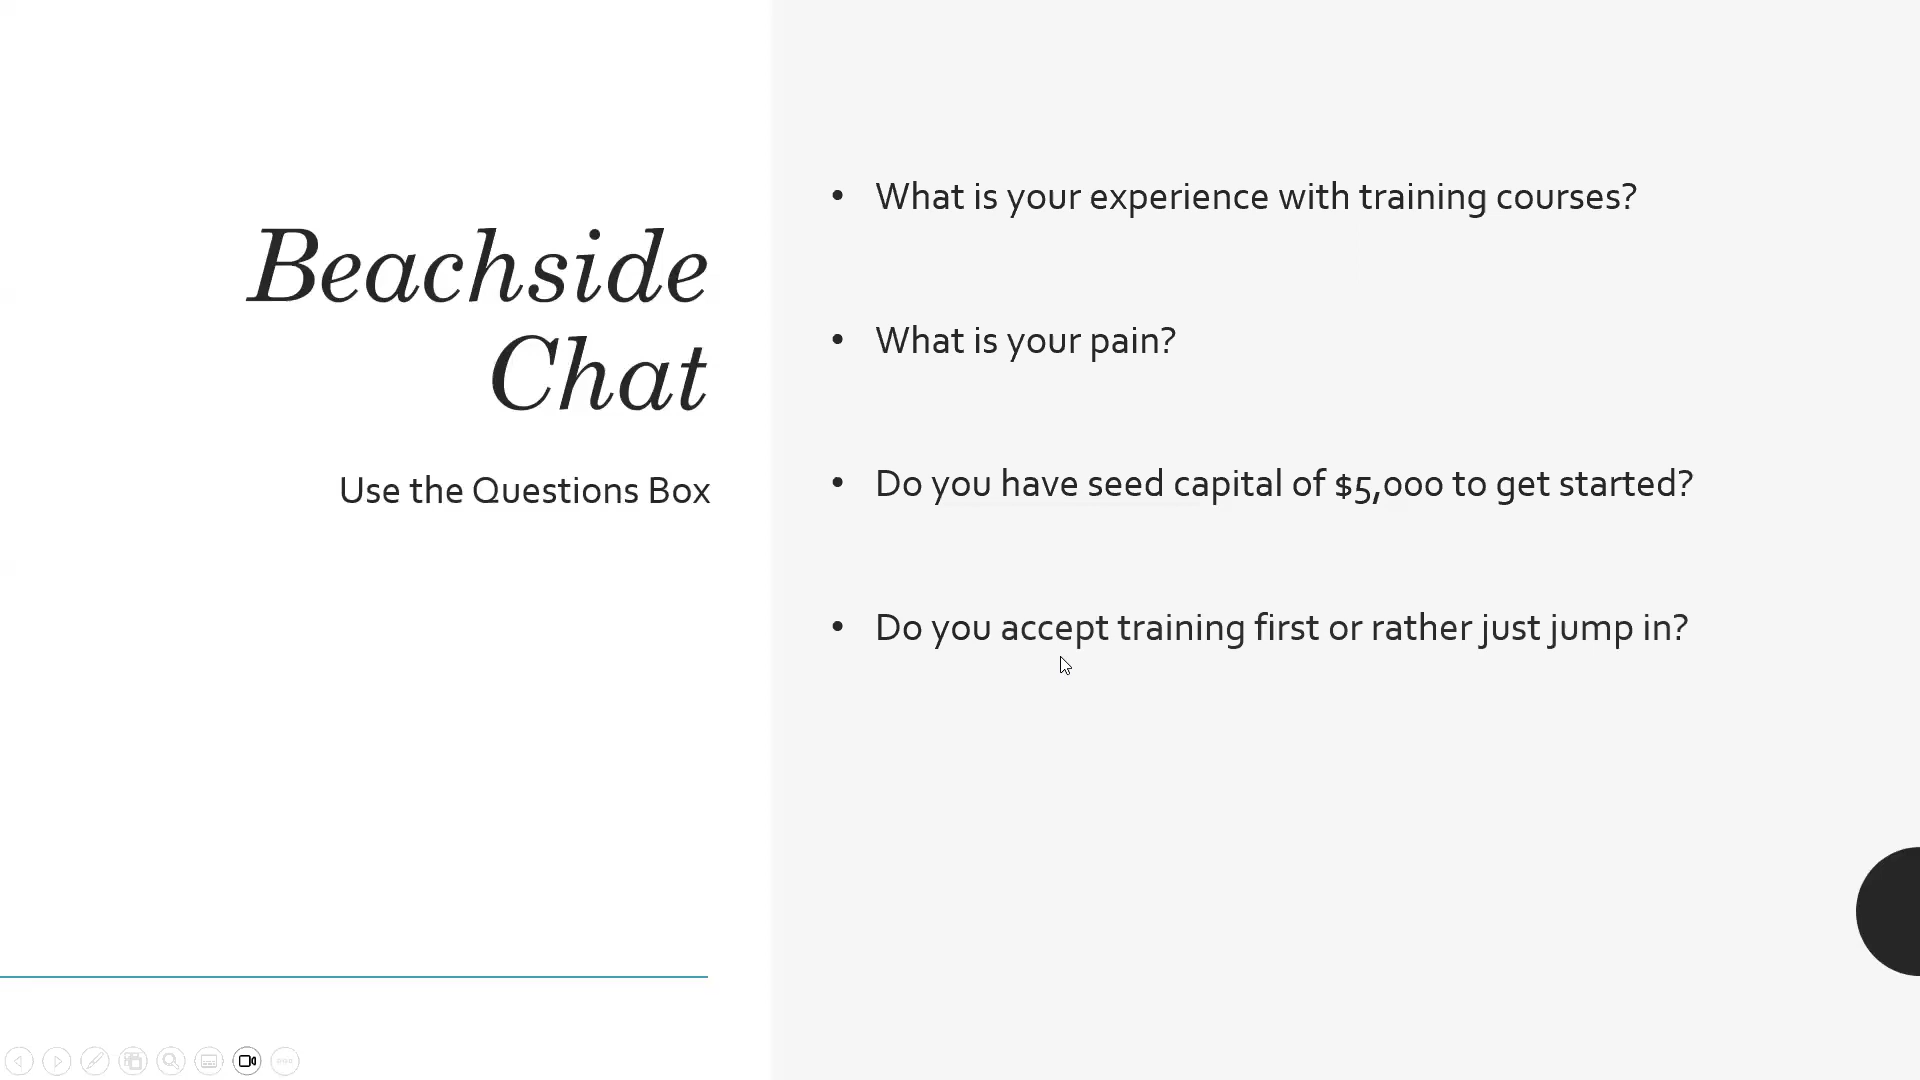 Beachside
Chat
Use the Questions Box
• What is your experience with training courses?
• What is your pain?
• Do you have seed capital of $5,000 to get started?
• Do you accept training first or rather just jump in?